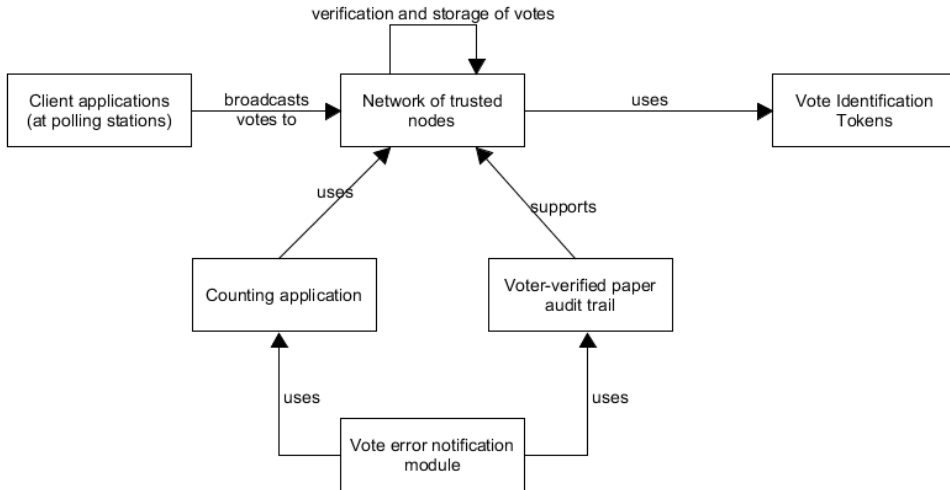 verification and storage of votes
Client applications
(at polling stations)
broadcasts
votes to
Network of trusted
nodes
uses
Vote Identification
Tokens
uses
supports
Counting application
Voter-verified paper
audit trail
uses
uses
Vote error notification
module